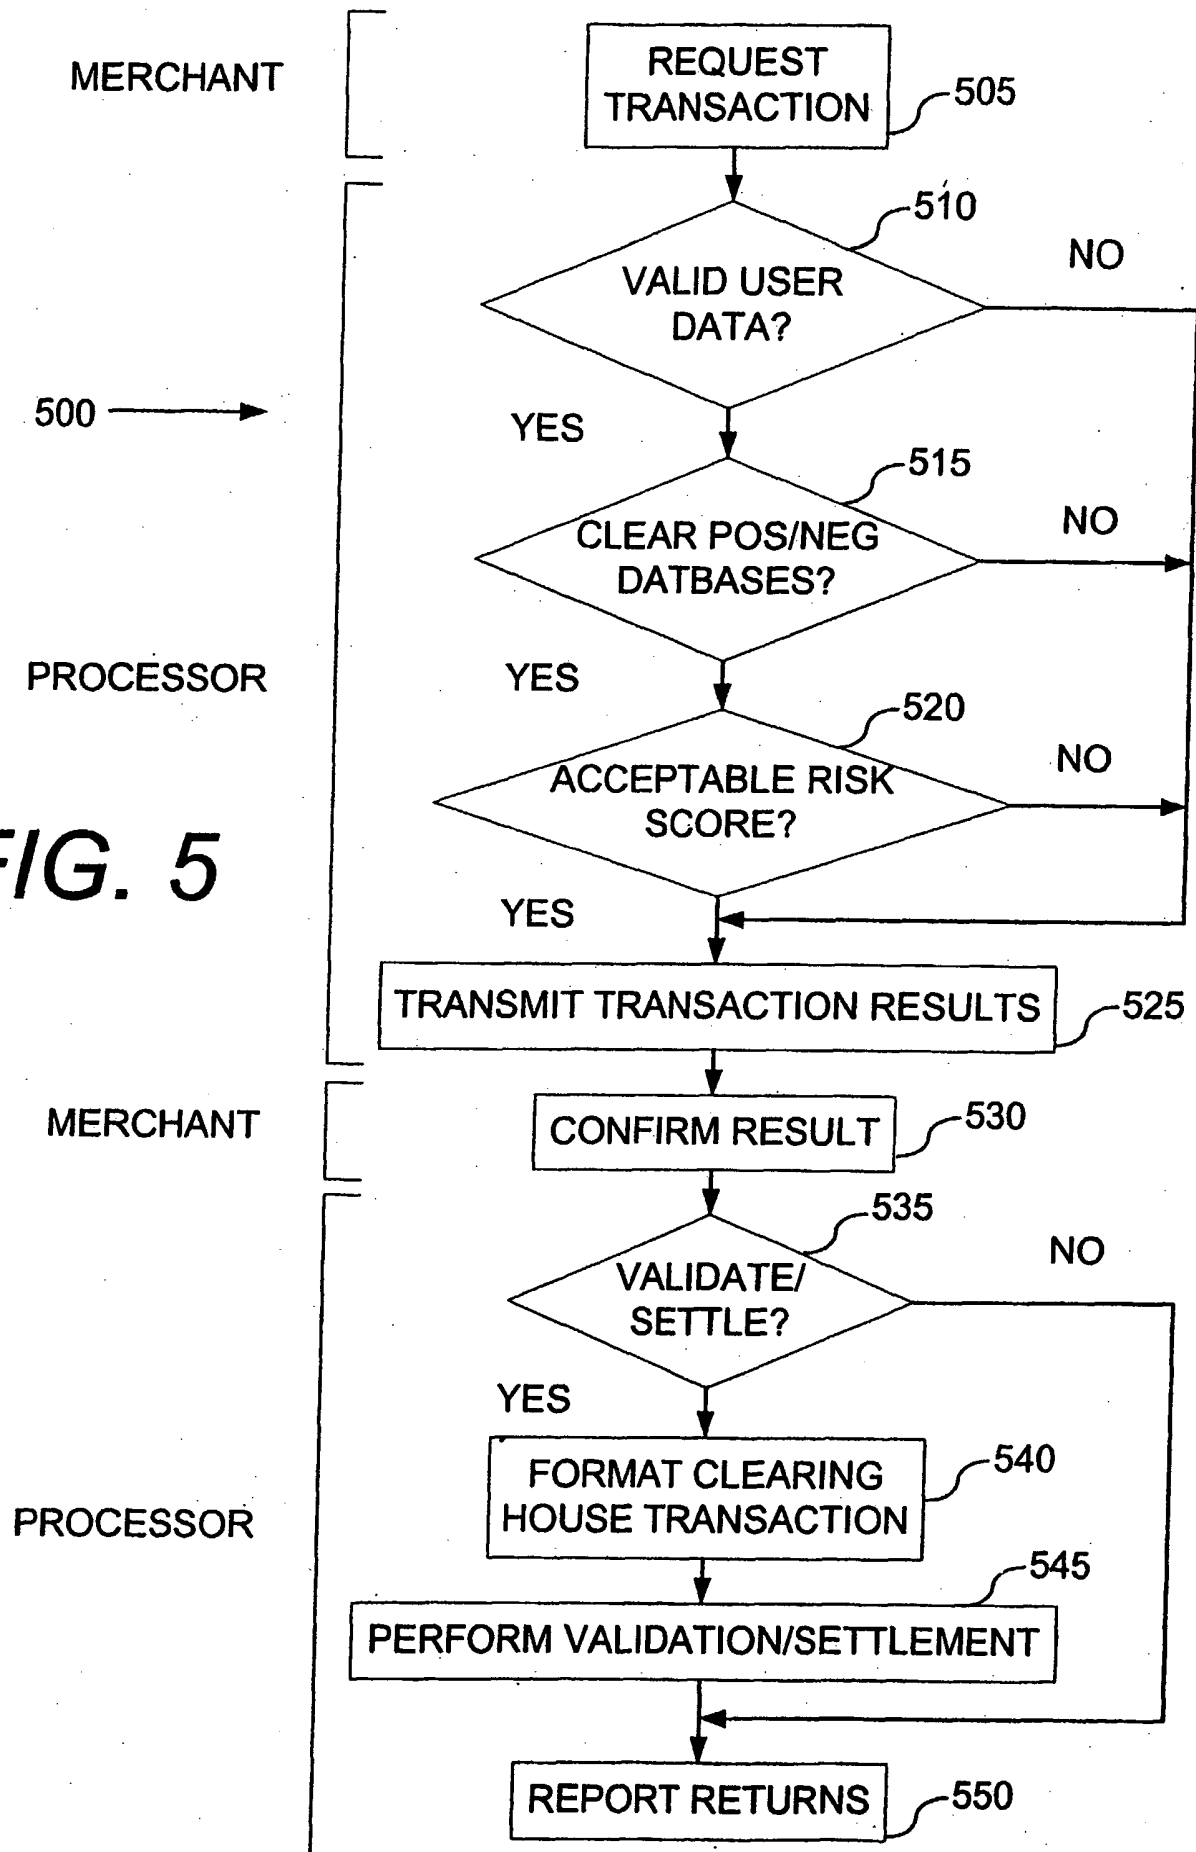 MERCHANT
REQUEST
TRANSACTION
505
510
VALID USER
DATA?
NO
500
YES
515
CLEAR POS/NEG
DATBASES?
NO
PROCESSOR
YES
520
ACCEPTABLE RISK
SCORE?
NO
FIG. 5
YES
TRANSMIT TRANSACTION RESULTS
525
MERCHANT
CONFIRM RESULT
530
535
VALIDATE/
SETTLE?
NO
YES
FORMAT CLEARING
HOUSE TRANSACTION
540
PROCESSOR
545
PERFORM VALIDATION/SETTLEMENT
REPORT RETURNS
550